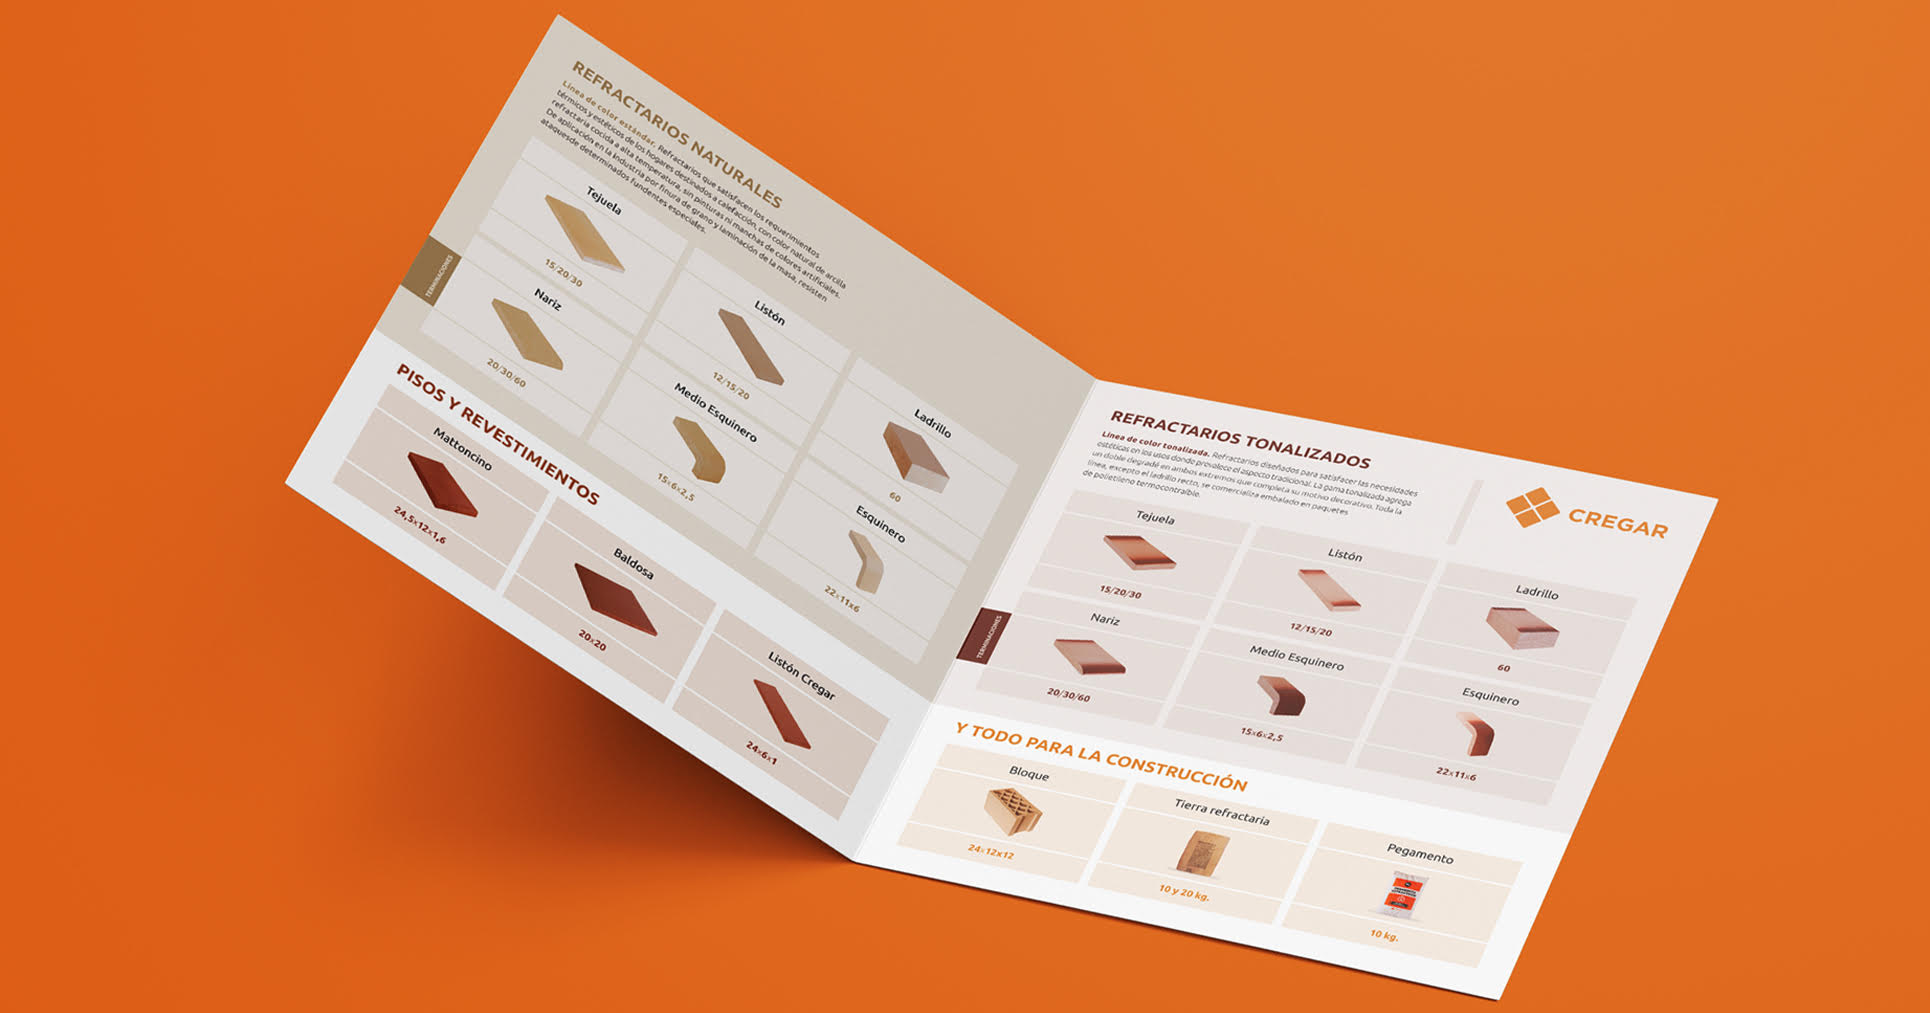 REFRACTARIOS NATURALES
Línea de color estándar. Refractarios que satisfacen los requerimientos
térmicos y estéticos de los hogares destinados a calefacción, con color natural de arcilla
refractaria cocida a alta temperatura, sin pinturas ni manchas de colores artificiales.
De aplicación en la industria por finura de grano y laminación de la masa, resisten
ataquesde determinados fundentes especiales.
Tejuela
15/20/30
Listón
12/15/20
Ladrillo
60
TERMINACIONES
Nariz
20/30/60
Medio Esquinero
15x6x2,5
Esquinero
22x11x6
PISOS Y REVESTIMIENTOS
Mattoncino
24,5x12x1,6
Baldosa
20x20
Listón Cregar
24x6x1
REFRACTARIOS TONALIZADOS
Línea de color tonalizada. Refractarios diseñados para satisfacer las necesidades
estéticas en los usos donde prevalece el aspecto tradicional. La gama tonalizada agrega
un doble degradé en ambos extremos que completa su motivo decorativo. Toda la
línea, excepto el ladrillo recto, se comercializa embalado en paquetes
de polietileno termocontraíble.
CREGAR
Tejuela
15/20/30
Listón
12/15/20
Ladrillo
60
TERMINACIONES
Nariz
20/30/60
Medio Esquinero
15x6x2,5
Esquinero
22x11x6
Y TODO PARA LA CONSTRUCCIÓN
Bloque
24x12x12
Tierra refractaria
10 y 20 kg.
Pegamento
10 kg.